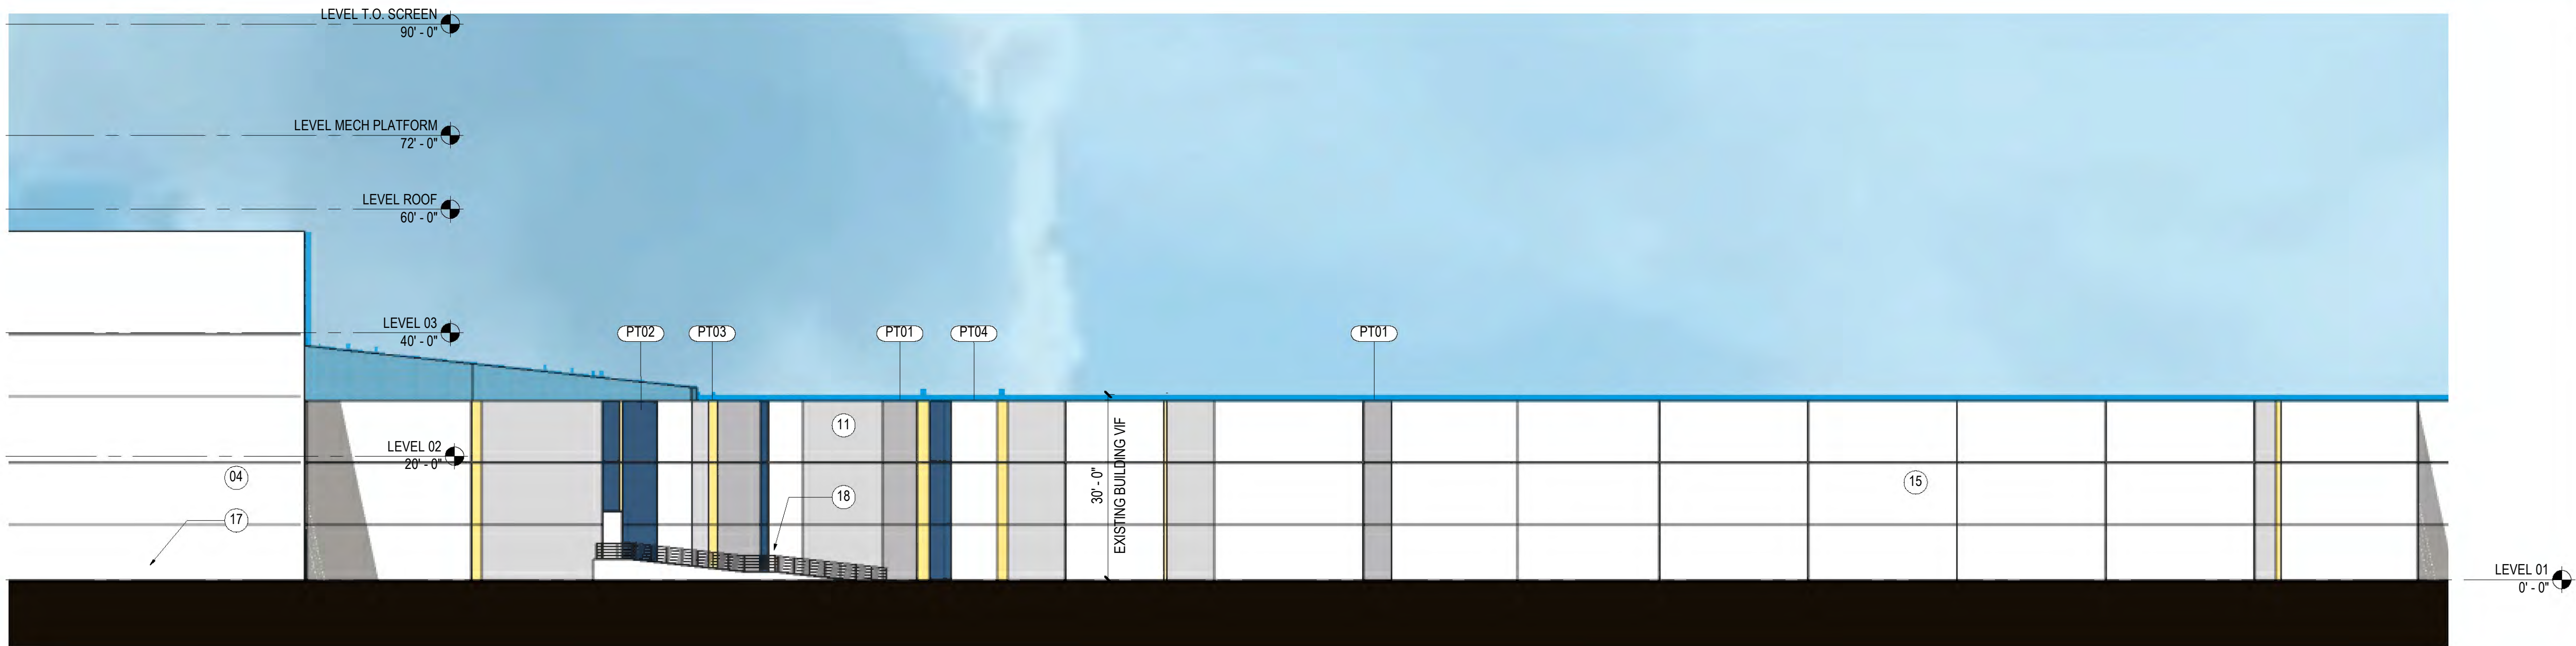 LEVEL T.O. SCREEN
90' - 0"
LEVEL MECH PLATFORM
72' - 0"
LEVEL ROOF
60' - 0"
LEVEL 03
40' - 0"
PT02
PT03
PT01
PT04
PT01
11
LEVEL 02
20' - 0"
04
17
18
30' - 0"
EXISTING BUILDING VIF
15
LEVEL 01
0' - 0"